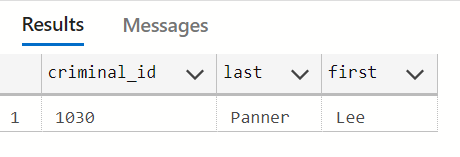 Results Messages
criminal_id last first
1 1030 Panner Lee